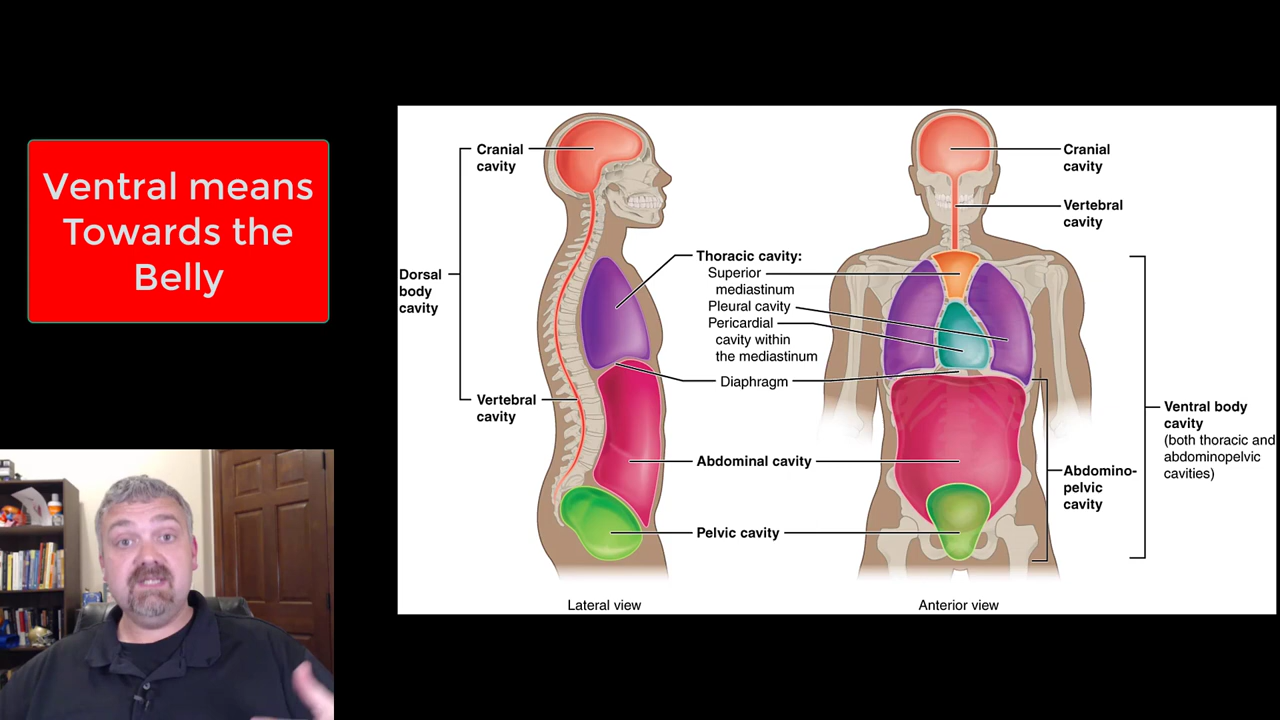 Ventral means
Towards the
Belly
Cranial
cavity
Dorsal
body
cavity
Vertebral
cavity
Thoracic cavity:
Superior
mediastinum
Pleural cavity
Pericardial
cavity within
the mediastinum
Diaphragm
Abdominal cavity
Pelvic cavity
Cranial
cavity
Vertebral
cavity
Abdomino-
pelvic
cavity
Ventral body
cavity
(both thoracic and
abdominopelvic
cavities)
Lateral view
Anterior view